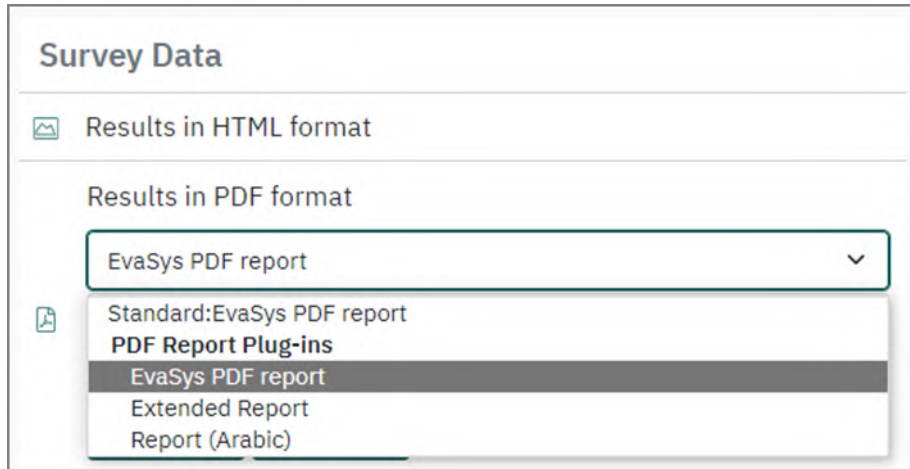 Survey Data
Results in HTML format
Results in PDF format
EvaSys PDF report
Standard:EvaSys PDF report
PDF Report Plug-ins
EvaSys PDF report
Extended Report
Report (Arabic)